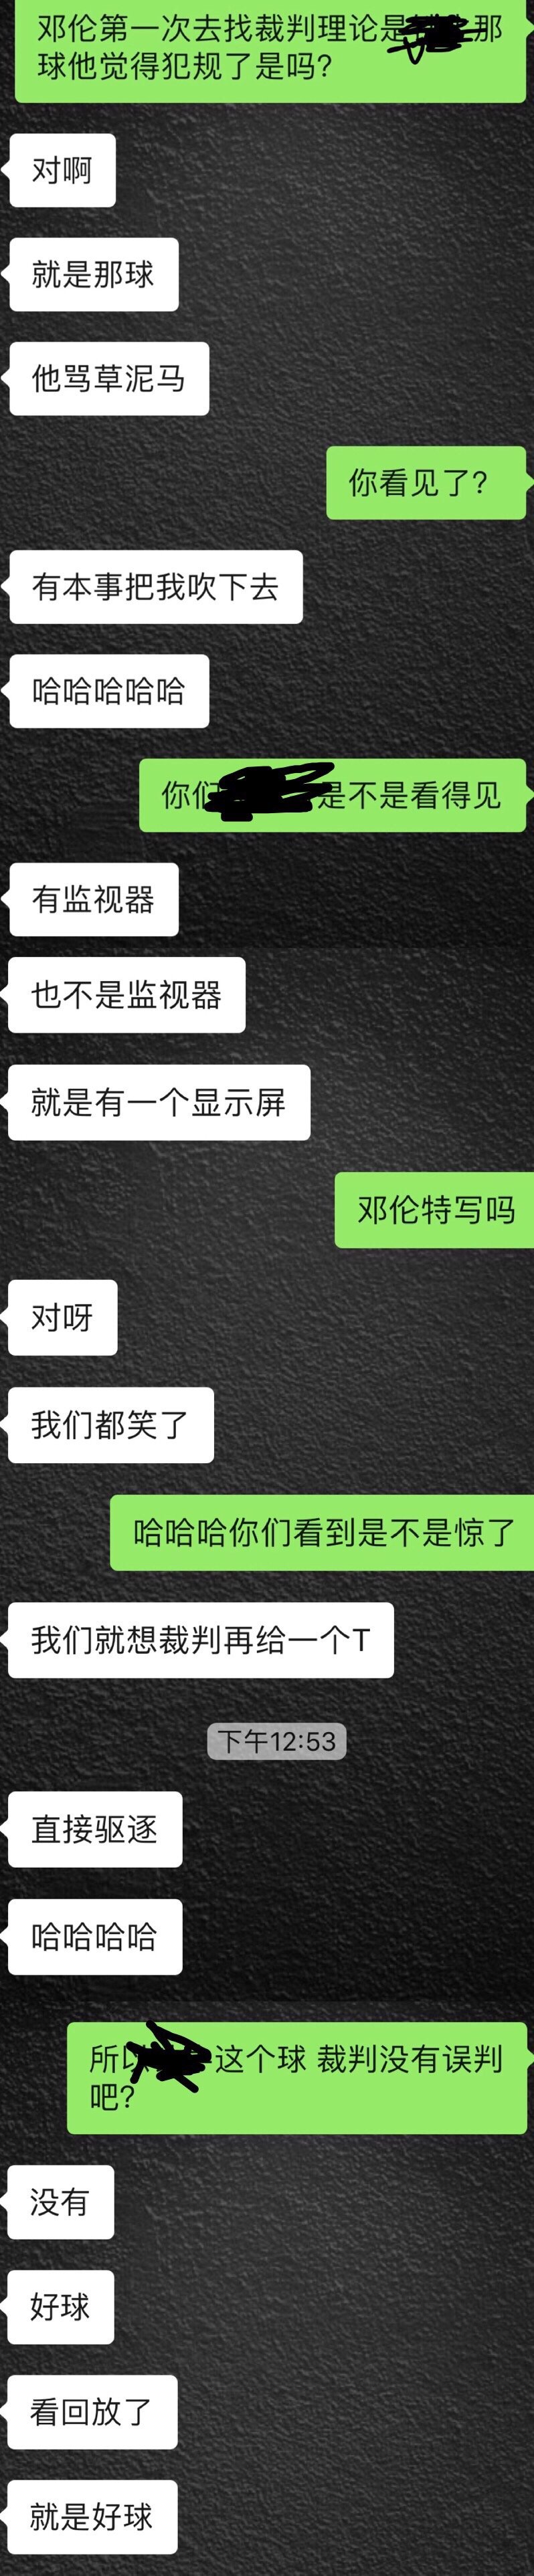 邓伦第一次去找裁判理论是那
球他觉得犯规了是吗？
对啊
就是那球
他骂草泥马
你看见了？
有本事把我吹下去
哈哈哈哈哈
你们是不是看得见
有监视器
也不是监视器
就是有一个显示屏
邓伦特写吗
对呀
我们都笑了
哈哈哈你们看到是不是惊了
我们就想裁判再给一个T
下午12:53
直接驱逐
哈哈哈哈
所以这个球 裁判没有误判
吧？
没有
好球
看回放了
就是好球